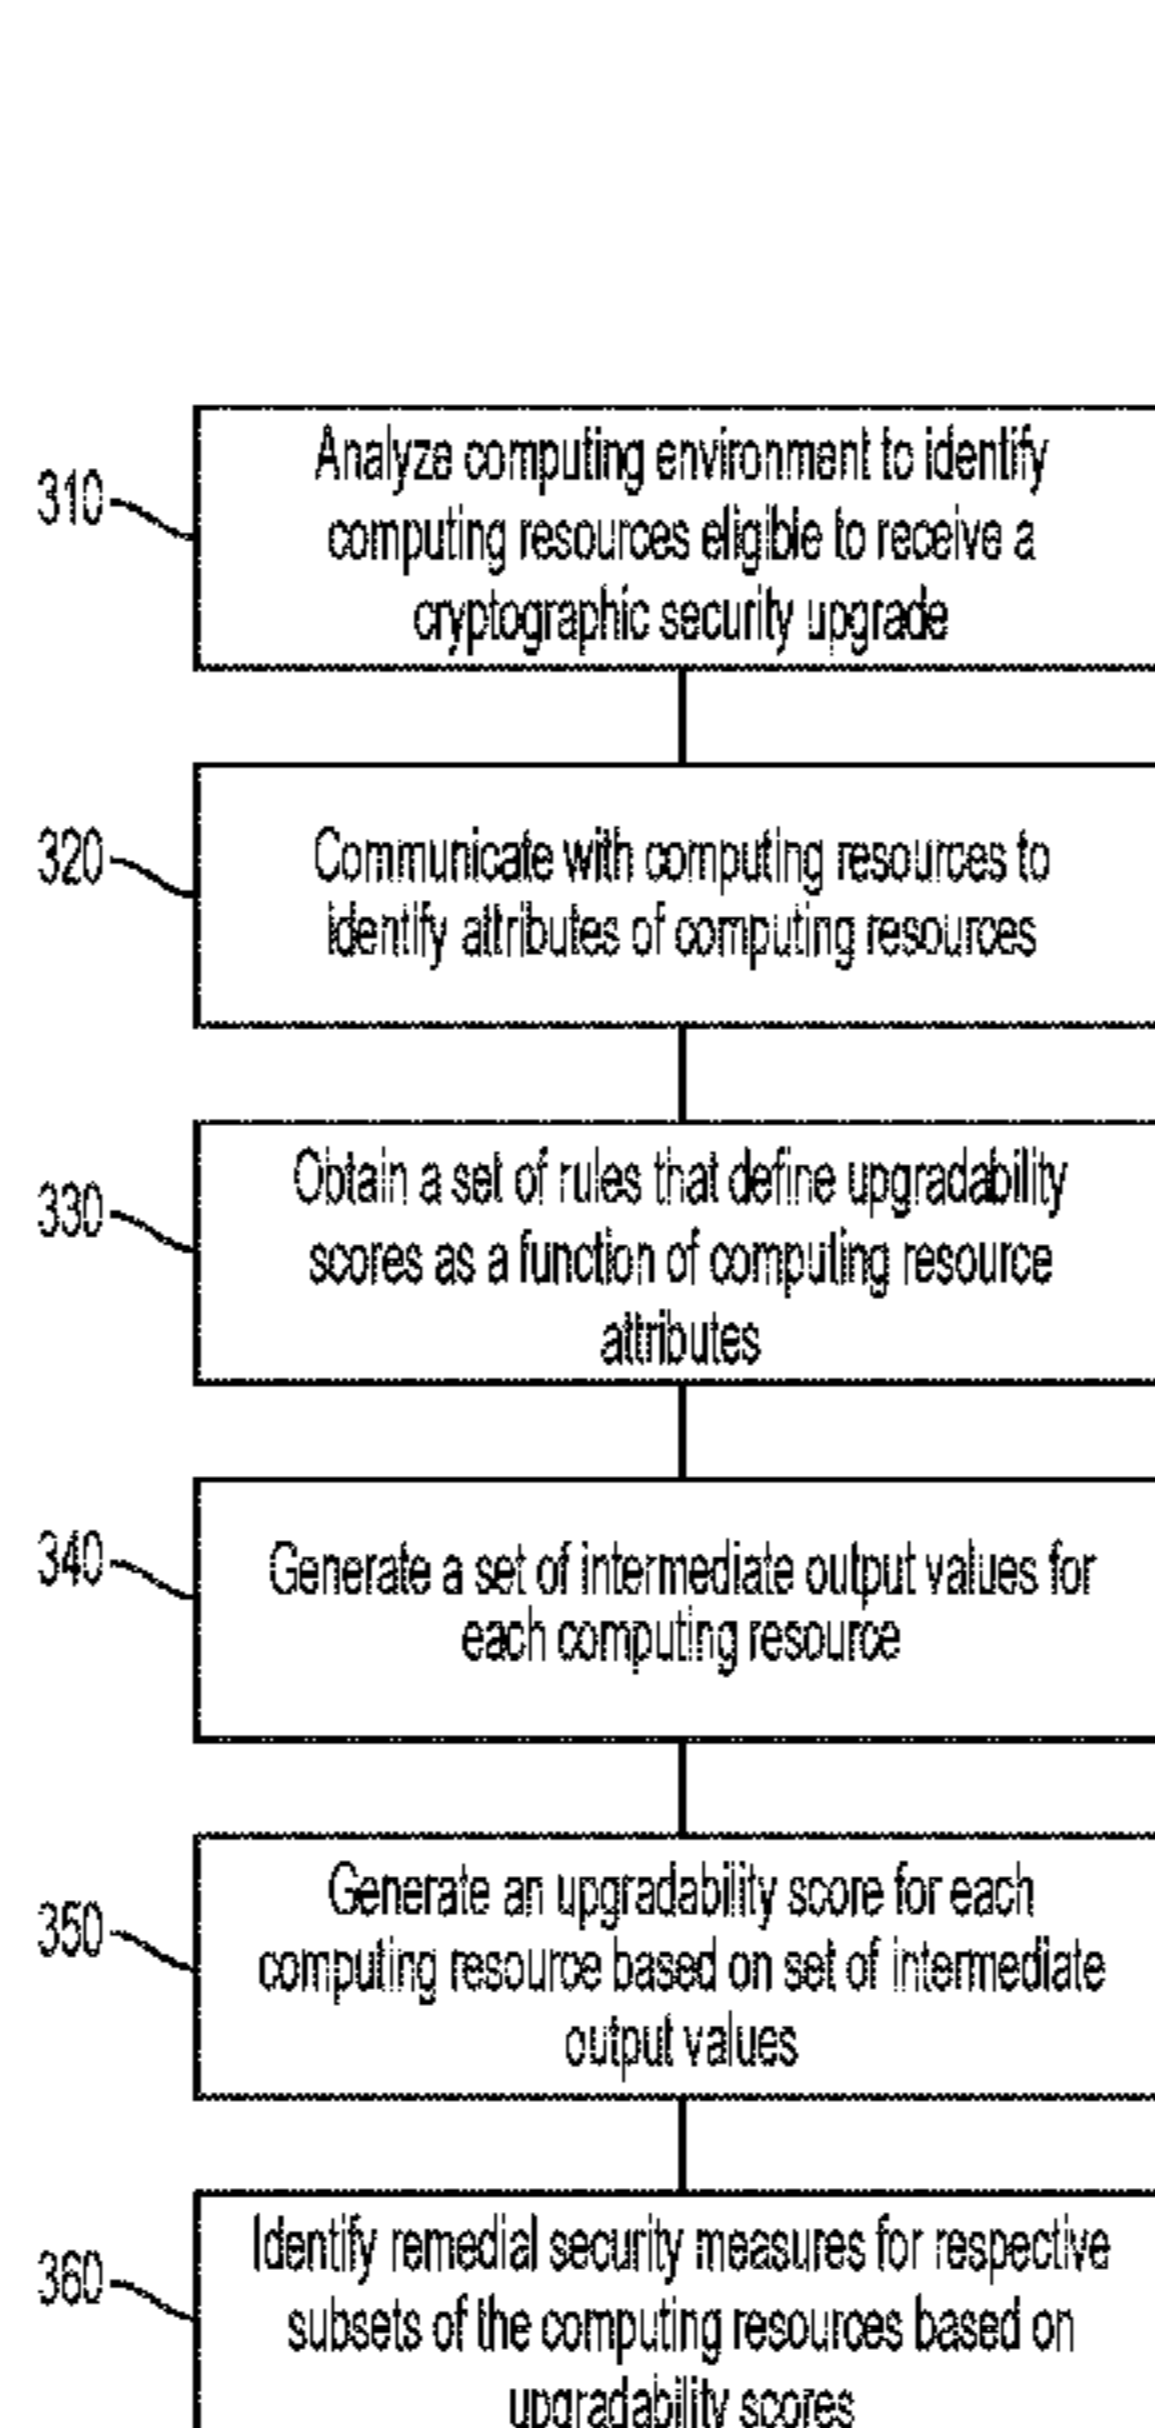 310
Analyze computing environment to identify
computing resources eligible to receive a
cryptographic security upgrade
320
Communicate with computing resources to
identify attributes of computing resources
330
Obtain a set of rules that define upgradability
scores as a function of computing resource
attributes
340
Generate a set of intermediate output values for
each computing resource
350
Generate an upgradability score for each
computing resource based on set of intermediate
output values
360
Identify remedial security measures for respective
subsets of the computing resources based on
upgradability scores